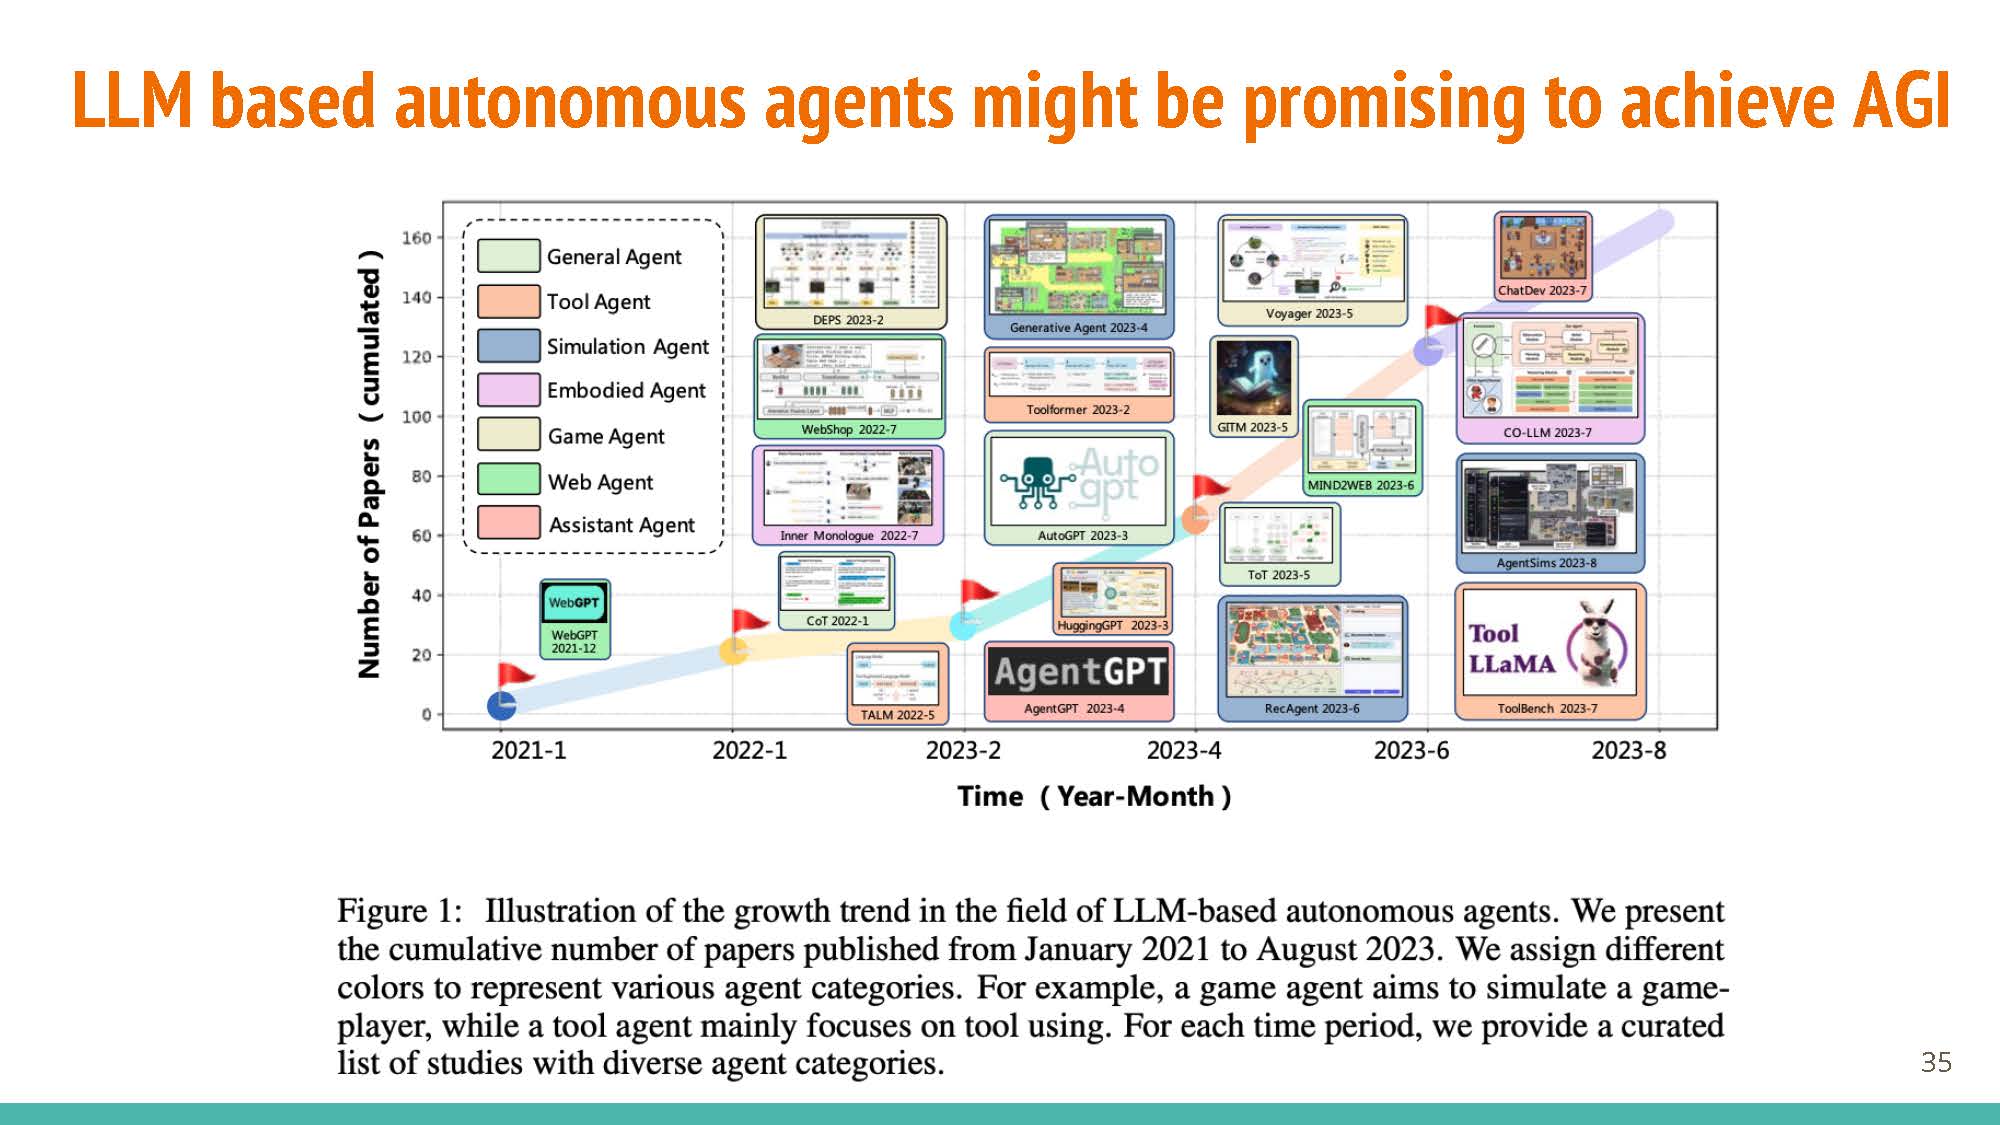 LLM based autonomous agents might be promising to achieve AGI
Number of Papers ( cumulated )
160
140
120
100
80
60
40
20
0
General Agent
Tool Agent
Simulation Agent
Embodied Agent
Game Agent
Web Agent
Assistant Agent
WebGPT
WebGPT
2021-12
DEPS 2023-2
WebShop 2022-7
Inner Monologue 2022-7
CoT 2022-1
TALM 2022-5
Generative Agent 2023-4
Toolformer 2023-2
Auto
gpt
AutoGPT 2023-3
HuggingGPT 2023-3
AgentGPT
AgentGPT 2023-4
Voyager 2023-5
GITM 2023-5
MIND2WEB 2023-6
ToT 2023-5
RecAgent 2023-6
ChatDev 2023-7
CO-LLM 2023-7
AgentSims 2023-8
Tool
LLaMA
ToolBench 2023-7
2021-1 2022-1 2023-2 2023-4 2023-6 2023-8
Time ( Year-Month )
Figure 1: Illustration of the growth trend in the field of LLM-based autonomous agents. We present
the cumulative number of papers published from January 2021 to August 2023. We assign different
colors to represent various agent categories. For example, a game agent aims to simulate a game-
player, while a tool agent mainly focuses on tool using. For each time period, we provide a curated
list of studies with diverse agent categories.
35